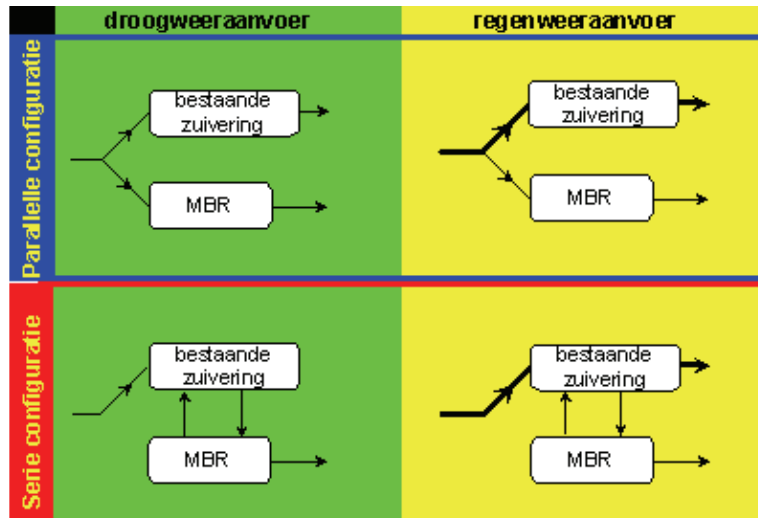 droogweeraanvoer
regenweeraanvoer
Parallelle configuratie
bestaande
zuivering
MBR
bestaande
zuivering
MBR
Serie configuratie
bestaande
zuivering
MBR
bestaande
zuivering
MBR